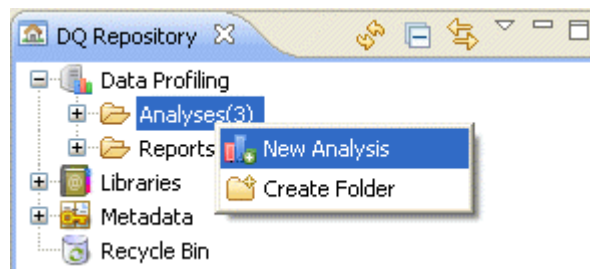 DQ Repository
Data Profiling
Analyses(3)
Reports
New Analysis
Libraries
Create Folder
Metadata
Recycle Bin